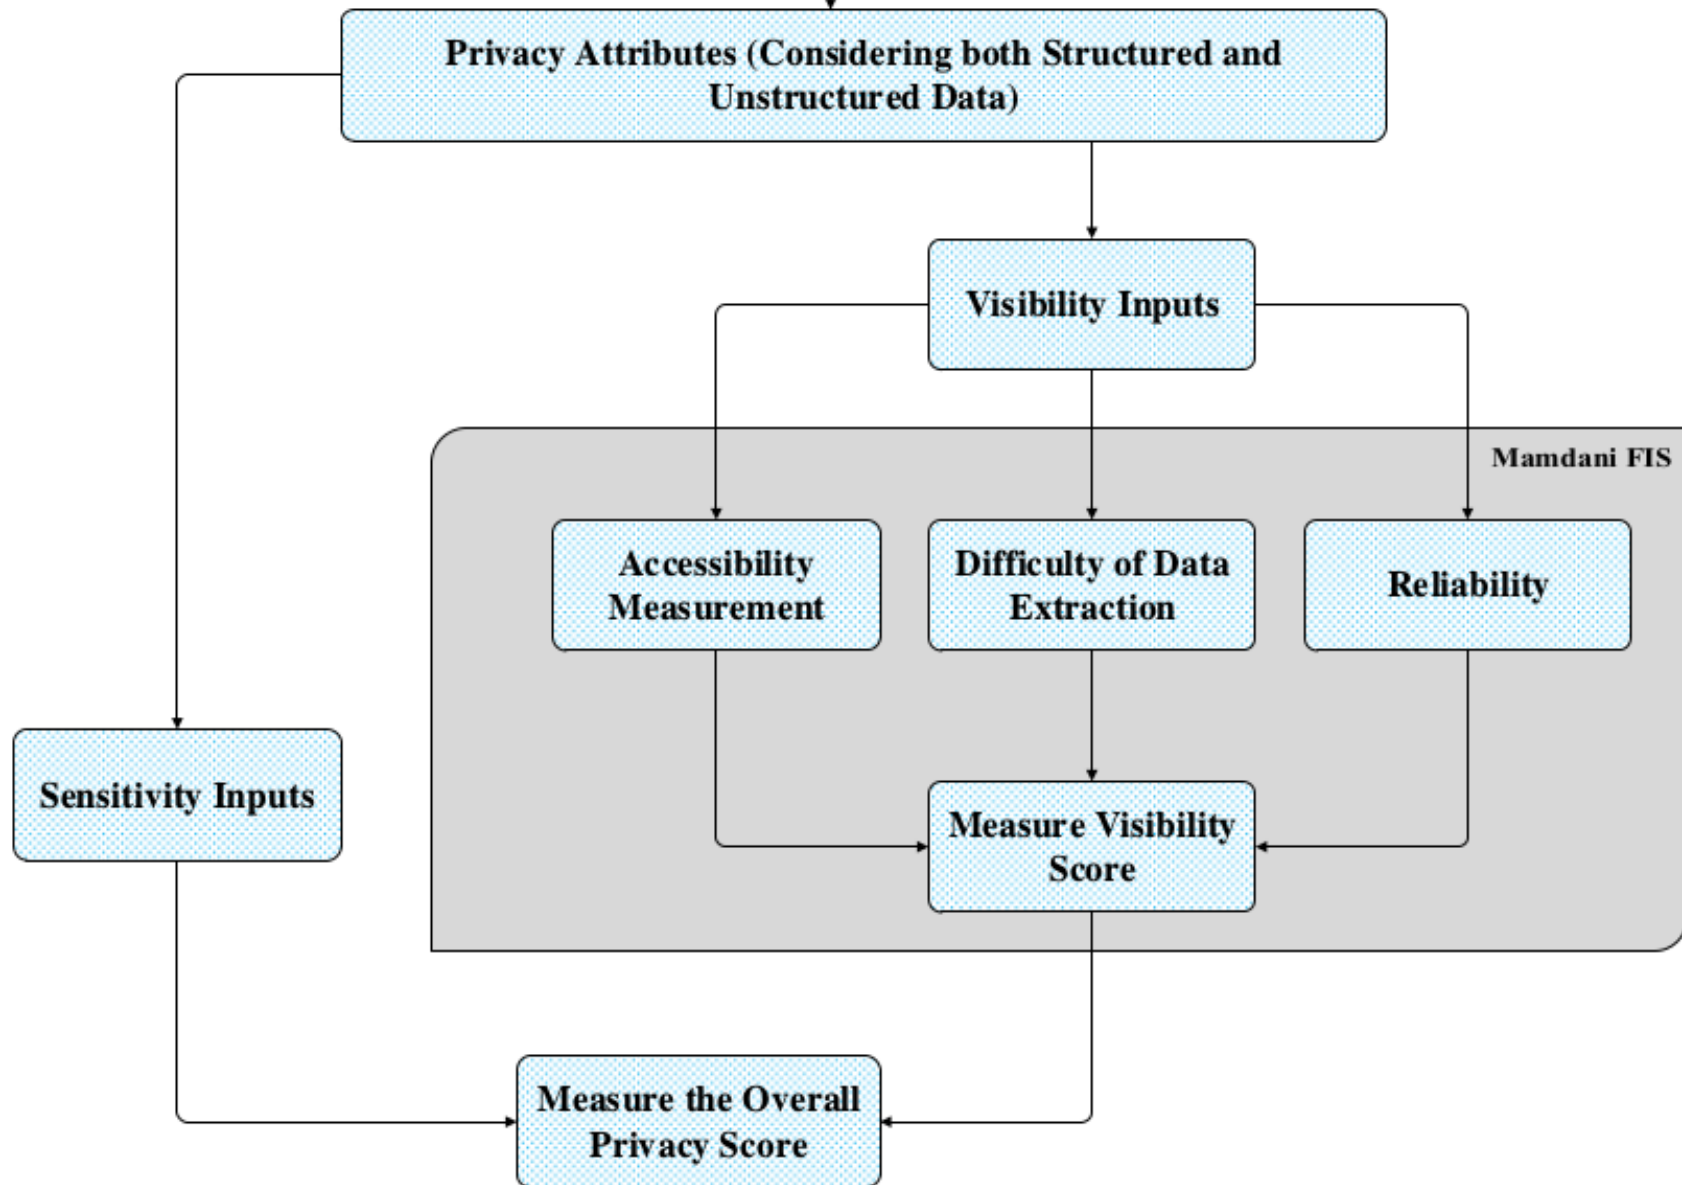 Privacy Attributes (Considering both Structured and
Unstructured Data)
Visibility Inputs
Mamdani FIS
Accessibility
Measurement
Difficulty of Data
Extraction
Reliability
Sensitivity Inputs
Measure Visibility
Score
Measure the Overall
Privacy Score